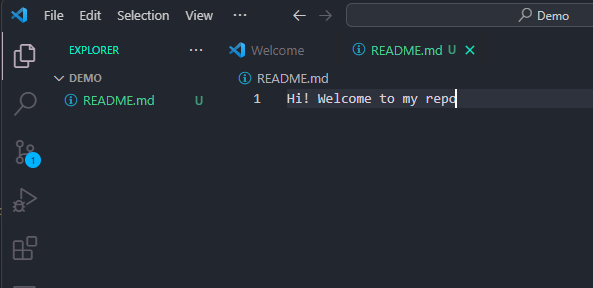 File Edit Selection View ··· ← → Demo
EXPLORER ···
DEMO
README.md U
Welcome README.md U ×
README.md
1 Hi! Welcome to my repo
1